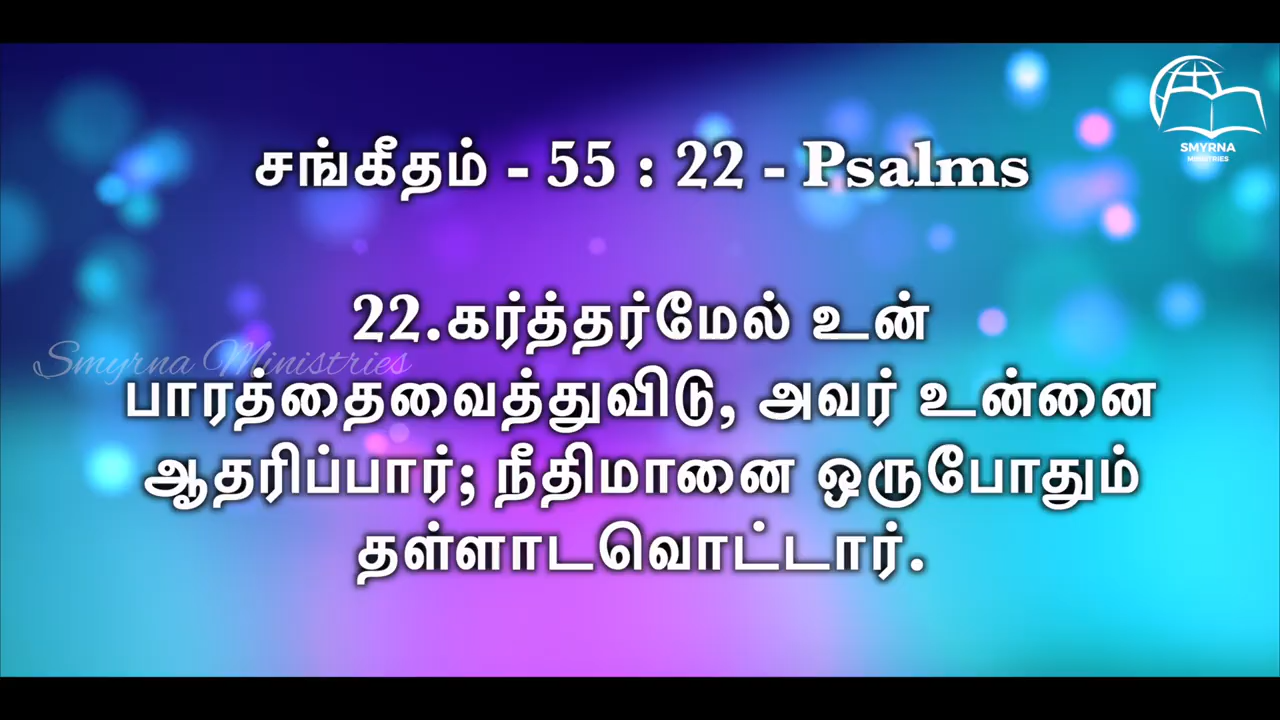 SMYRNA
MINISTRIES
சங்கீதம் - 55 : 22 - Psalms
22.கர்த்தர்மேல் உன்
Smyrna Ministries
பாரத்தைவைத்துவிடு, அவர் உன்னை
ஆதரிப்பார்; நீதிமானை ஒருபோதும்
தள்ளாடவொட்டார்.